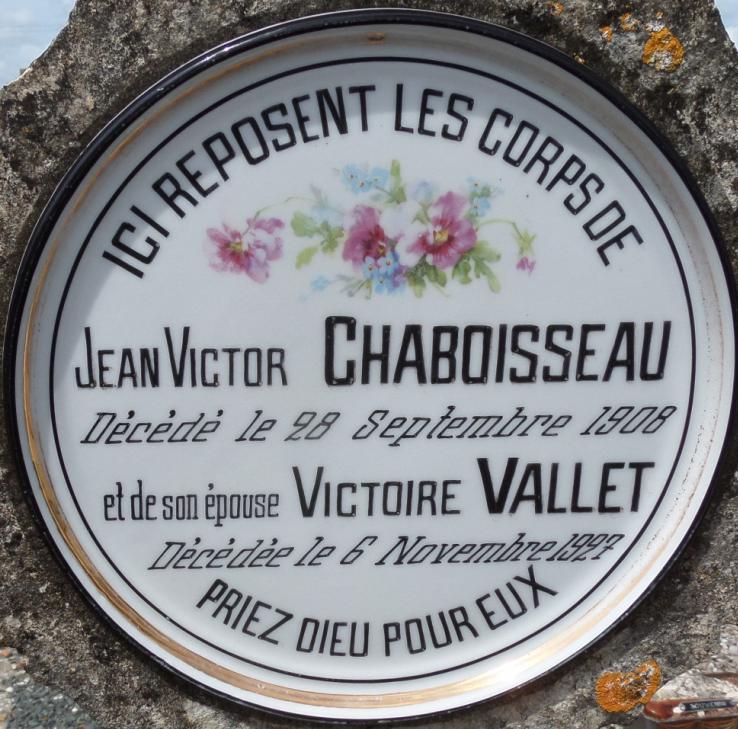 ICI REPOSENT LES CORPS DE
JEAN VICTOR CHABOISSEAU
Décédé le 28 Septembre 1908
et de son épouse VICTOIRE VALLET
Décédée le 6 Novembre 1927
PRIEZ DIEU POUR EUX
SOUVENIR